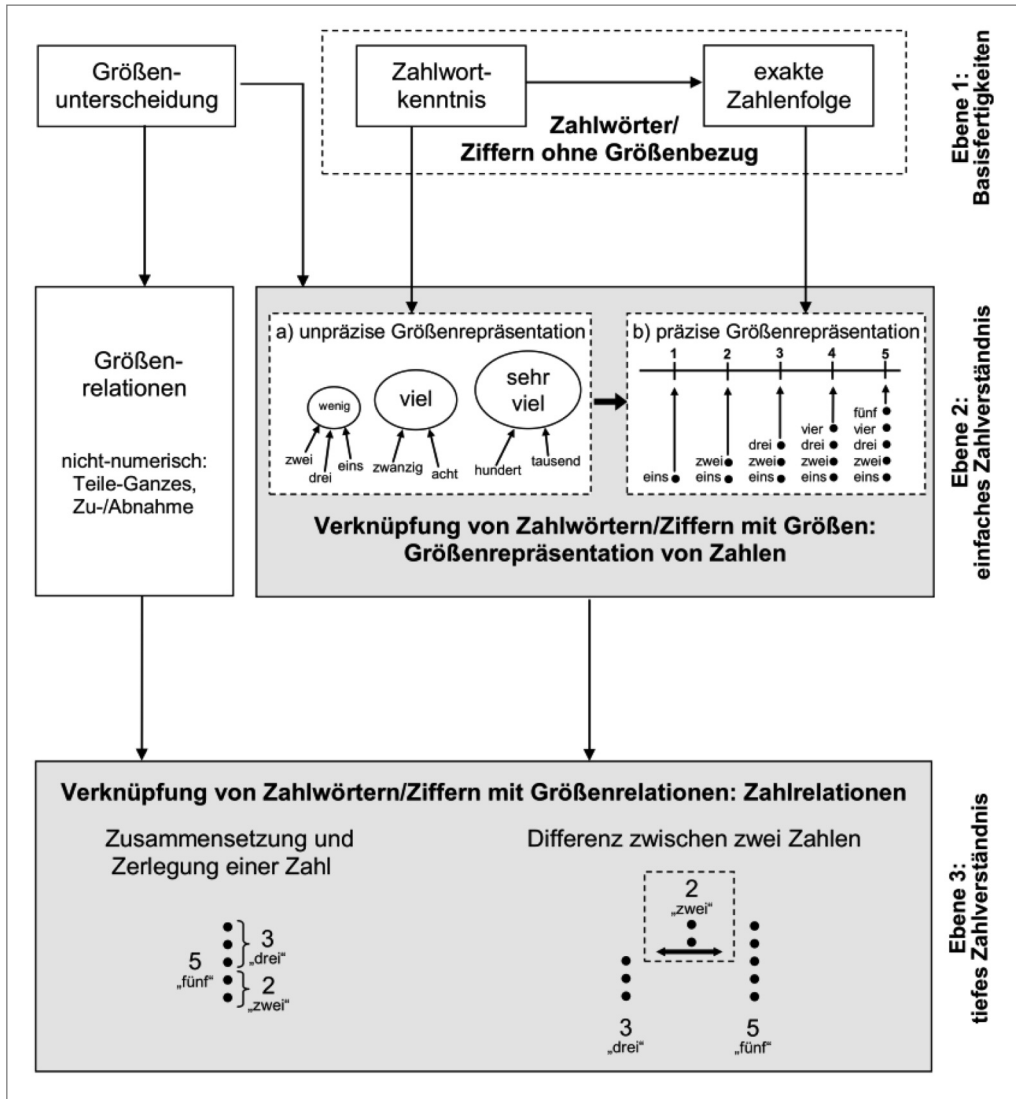 Größen-
unterscheidung
Zahlwort-
kenntnis
exakte
Zahlenfolge
Zahlwörter/
Ziffern ohne Größenbezug
Ebene 1:
Basisfertigkeiten
Größen-
relationen
nicht-numerisch:
Teile-Ganzes,
Zu-/Abnahme
a) unpräzise Größenrepräsentation
wenig
viel
sehr
viel
zwei
drei
eins
zwanzig
acht
hundert
tausend
b) präzise Größenrepräsentation
1 2 3 4 5
fünf
vier vier
drei drei drei
zwei zwei zwei zwei
eins eins eins eins eins
Verknüpfung von Zahlwörtern/Ziffern mit Größen:
Größenrepräsentation von Zahlen
Ebene 2:
einfaches Zahlverständnis
Verknüpfung von Zahlwörtern/Ziffern mit Größenrelationen: Zahlrelationen
Zusammensetzung und
Zerlegung einer Zahl
5
„fünf“
3
„drei“
2
„zwei“
Differenz zwischen zwei Zahlen
2
„zwei“
3
„drei“
5
„fünf“
Ebene 3:
tiefes Zahlverständnis